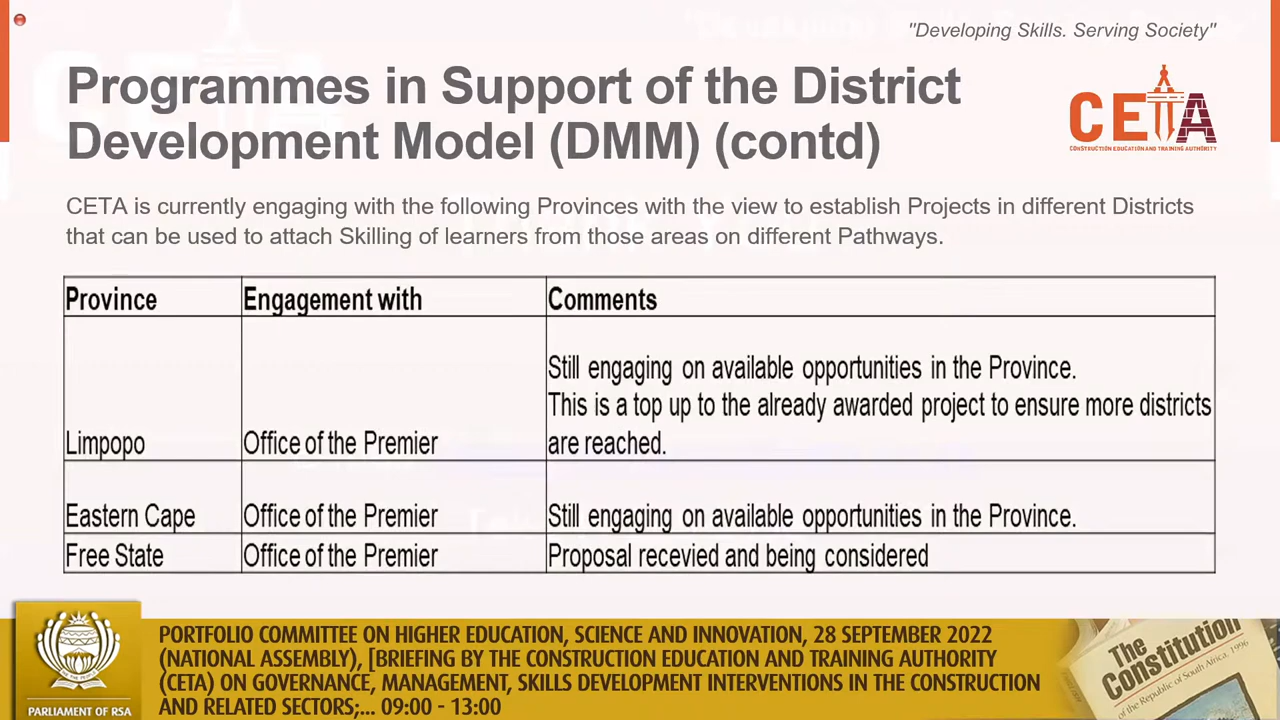 "Developing Skills. Serving Society"
Programmes in Support of the District
Development Model (DMM) (contd)
CETA
CONSTRUCTION EDUCATION AND TRAINING AUTHORITY
CETA is currently engaging with the following Provinces with the view to establish Projects in different Districts
that can be used to attach Skilling of learners from those areas on different Pathways.
Province Engagement with Comments
Still engaging on available opportunities in the Province.
This is a top up to the already awarded project to ensure more districts
Limpopo Office of the Premier are reached.
Eastern Cape Office of the Premier Still engaging on available opportunities in the Province.
Free State Office of the Premier Proposal recevied and being considered
PORTFOLIO COMMITTEE ON HIGHER EDUCATION, SCIENCE AND INNOVATION, 28 SEPTEMBER 2022
(NATIONAL ASSEMBLY), [BRIEFING BY THE CONSTRUCTION EDUCATION AND TRAINING AUTHORITY
(CETA) ON GOVERNANCE, MANAGEMENT, SKILLS DEVELOPMENT INTERVENTIONS IN THE CONSTRUCTION
AND RELATED SECTORS;... 09:00 - 13:00
PARLIAMENT OF RSA
The
Constitution
of the Republic of South Africa, 1996